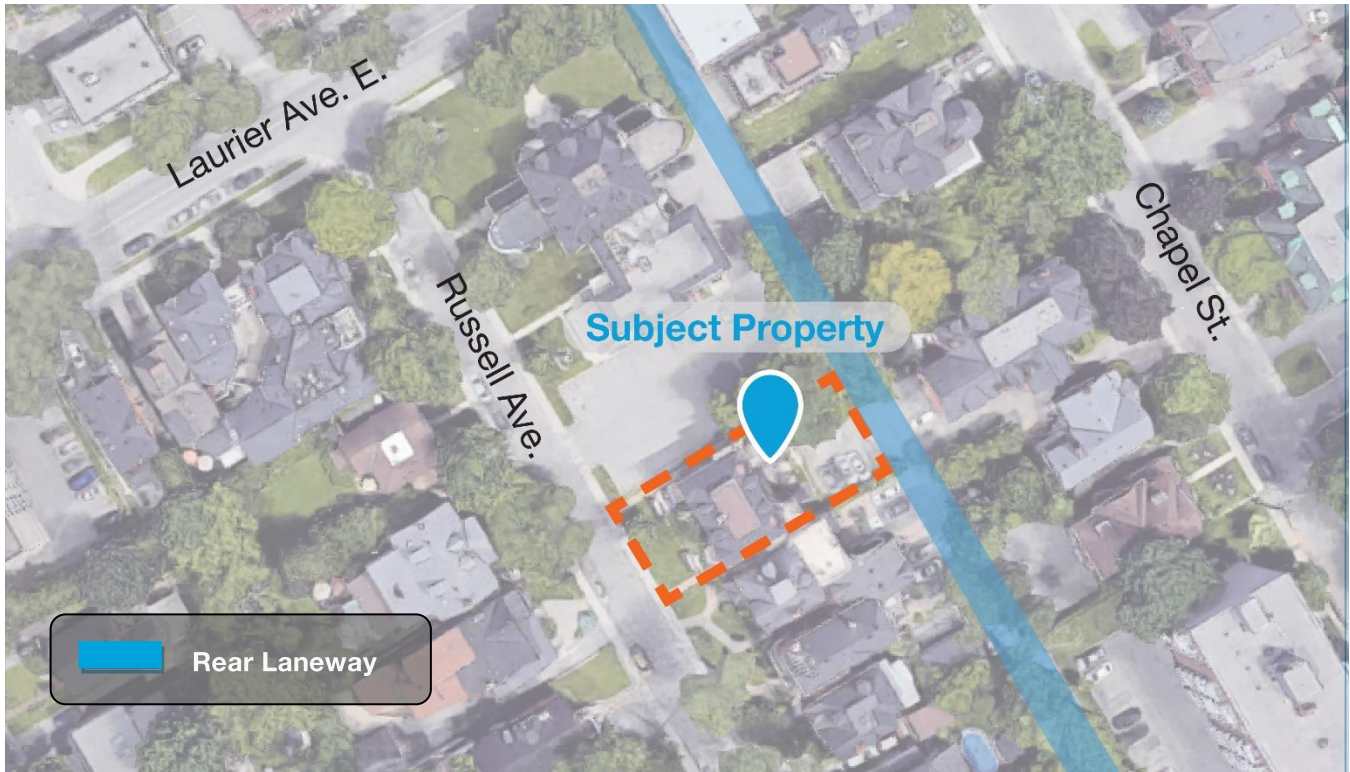 Laurier Ave. E.
Chapel St.
Russell Ave.
Subject Property
Rear Laneway